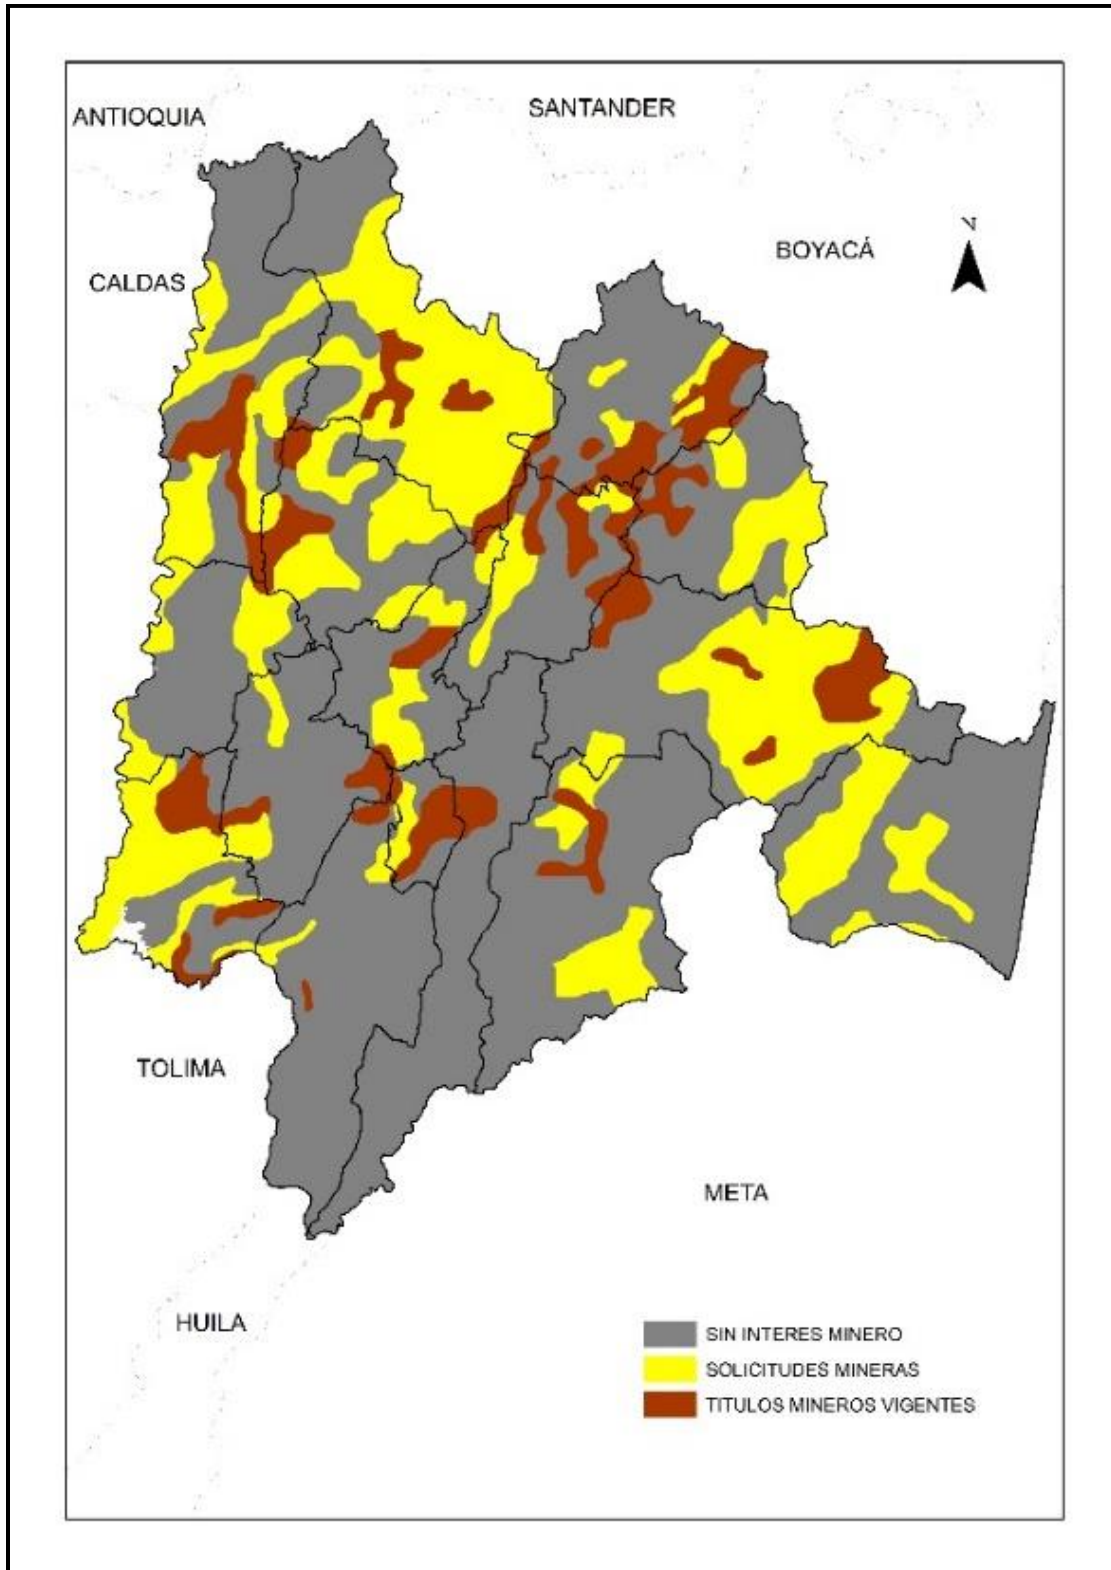 ANTIOQUIA
SANTANDER
BOYACÁ
N
CALDAS
TOLIMA
META
HUILA
SIN INTERES MINERO
SOLICITUDES MINERAS
TITULOS MINEROS VIGENTES